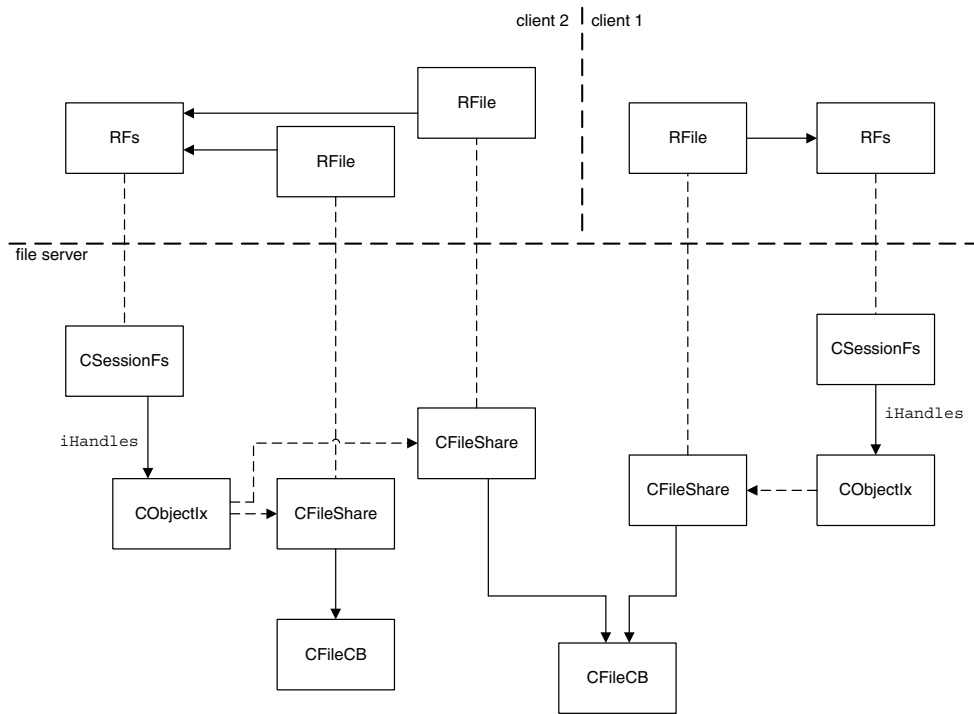 client 2
client 1
RFile
RFs
RFile
RFile
RFs
file server
CSessionFs
CSessionFs
iHandles
iHandles
CFileShare
CObjectIx
CFileShare
CFileShare
CObjectIx
CFileCB
CFileCB